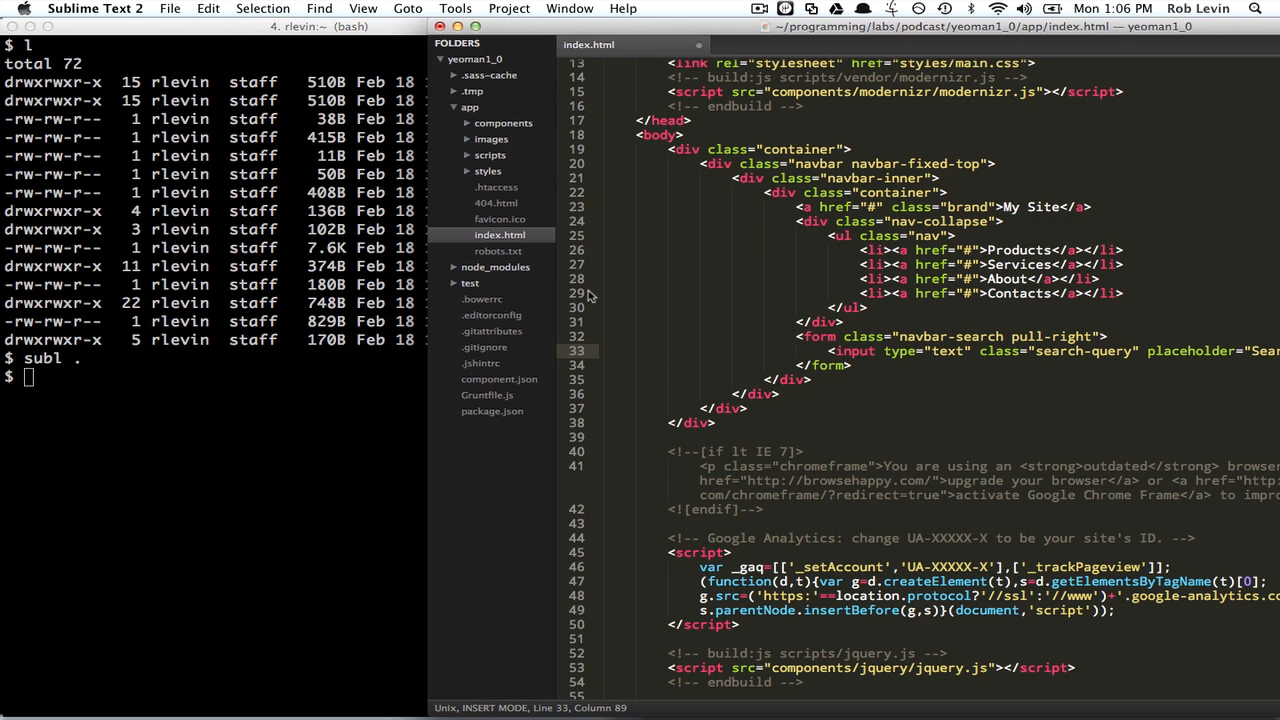 Sublime Text 2 File Edit Selection Find View Goto Tools Project Window Help Mon 1:06 PM Rob Levin
4. rlevin: (bash)
$ l
total 72
drwxrwxr-x 15 rlevin staff 510B Feb 18
drwxrwxr-x 15 rlevin staff 510B Feb 18
-rw-rw-r-- 1 rlevin staff 38B Feb 18
-rw-rw-r-- 1 rlevin staff 415B Feb 18
-rw-rw-r-- 1 rlevin staff 11B Feb 18
-rw-rw-r-- 1 rlevin staff 50B Feb 18
-rw-rw-r-- 1 rlevin staff 408B Feb 18
drwxrwxr-x 4 rlevin staff 136B Feb 18
drwxrwxr-x 3 rlevin staff 102B Feb 18
-rw-rw-r-- 1 rlevin staff 7.6K Feb 18
drwxrwxr-x 11 rlevin staff 374B Feb 18
-rw-rw-r-- 1 rlevin staff 180B Feb 18
drwxrwxr-x 22 rlevin staff 748B Feb 18
-rw-rw-r-- 1 rlevin staff 829B Feb 18
drwxrwxr-x 5 rlevin staff 170B Feb 18
$ subl .
$
~/programming/labs/podcast/yeoman1_0/app/index.html — yeoman1_0
FOLDERS
yeoman1_0
.sass-cache
.tmp
app
components
images
scripts
styles
.htaccess
404.html
favicon.ico
index.html
robots.txt
node_modules
test
.bowerrc
.editorconfig
.gitattributes
.gitignore
.jshintrc
component.json
Gruntfile.js
package.json
index.html
13 <link rel="stylesheet" href="styles/main.css">
14 <!-- build:js scripts/vendor/modernizr.js -->
15 <script src="components/modernizr/modernizr.js"></script>
16 <!-- endbuild -->
17 </head>
18 <body>
19 <div class="container">
20 <div class="navbar navbar-fixed-top">
21 <div class="navbar-inner">
22 <div class="container">
23 <a href="#" class="brand">My Site</a>
24 <div class="nav-collapse">
25 <ul class="nav">
26 <li><a href="#">Products</a></li>
27 <li><a href="#">Services</a></li>
28 <li><a href="#">About</a></li>
29 <li><a href="#">Contacts</a></li>
30 </ul>
31 </div>
32 <form class="navbar-search pull-right">
33 <input type="text" class="search-query" placeholder="Sear
34 </form>
35 </div>
36 </div>
37 </div>
38 </div>
39
40 <!--[if lt IE 7]>
41 <p class="chromeframe">You are using an <strong>outdated</strong> browser
href="http://browsehappy.com/">upgrade your browser</a> or <a href="http:
com/chromeframe/?redirect=true">activate Google Chrome Frame</a> to impro
42 <![endif]-->
43
44 <!-- Google Analytics: change UA-XXXXX-X to be your site's ID. -->
45 <script>
46 var _gaq=[['_setAccount','UA-XXXXX-X'],['_trackPageview']];
47 (function(d,t){var g=d.createElement(t),s=d.getElementsByTagName(t)[0];
48 g.src=('https:'==location.protocol?'//ssl':'//www')+'.google-analytics.co
49 s.parentNode.insertBefore(g,s)}(document,'script'));
50 </script>
51
52 <!-- build:js scripts/jquery.js -->
53 <script src="components/jquery/jquery.js"></script>
54 <!-- endbuild -->
55
Unix, INSERT MODE, Line 33, Column 89